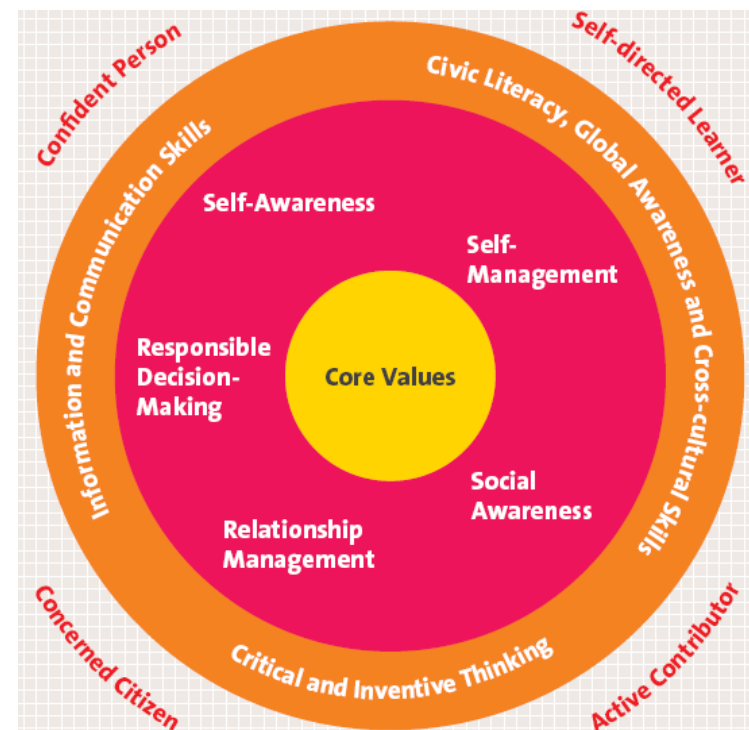 Confident Person
Self-directed Learner
Information and Communication Skills
Civic Literacy, Global Awareness and Cross-cultural Skills
Self-Awareness
Self-
Management
Responsible
Decision-
Making
Core Values
Social
Awareness
Relationship
Management
Critical and Inventive Thinking
Concerned Citizen
Active Contributor